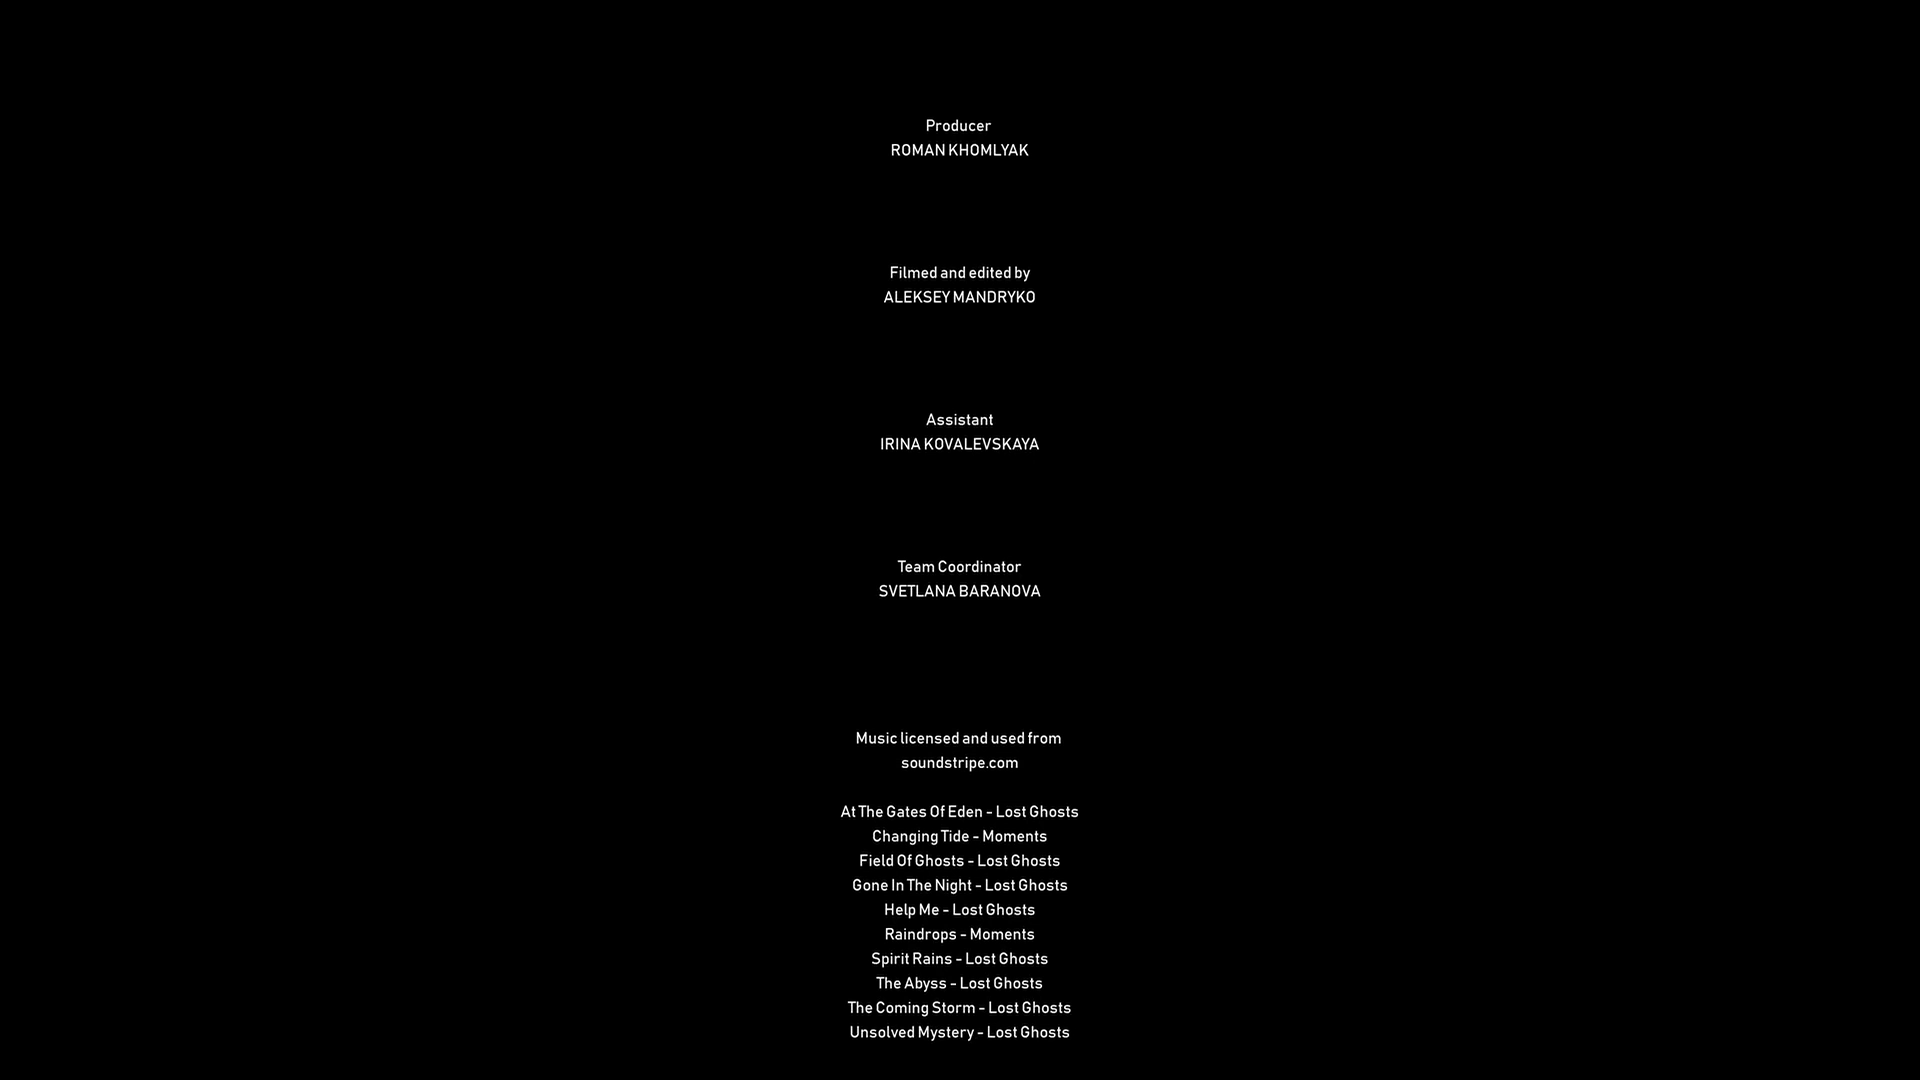 Producer
ROMAN KHOMLYAK
Filmed and edited by
ALEKSEY MANDRYKO
Assistant
IRINA KOVALEVSKAYA
Team Coordinator
SVETLANA BARANOVA
Music licensed and used from
soundstripe.com
At The Gates Of Eden - Lost Ghosts
Changing Tide - Moments
Field Of Ghosts - Lost Ghosts
Gone In The Night - Lost Ghosts
Help Me - Lost Ghosts
Raindrops - Moments
Spirit Rains - Lost Ghosts
The Abyss - Lost Ghosts
The Coming Storm - Lost Ghosts
Unsolved Mystery - Lost Ghosts